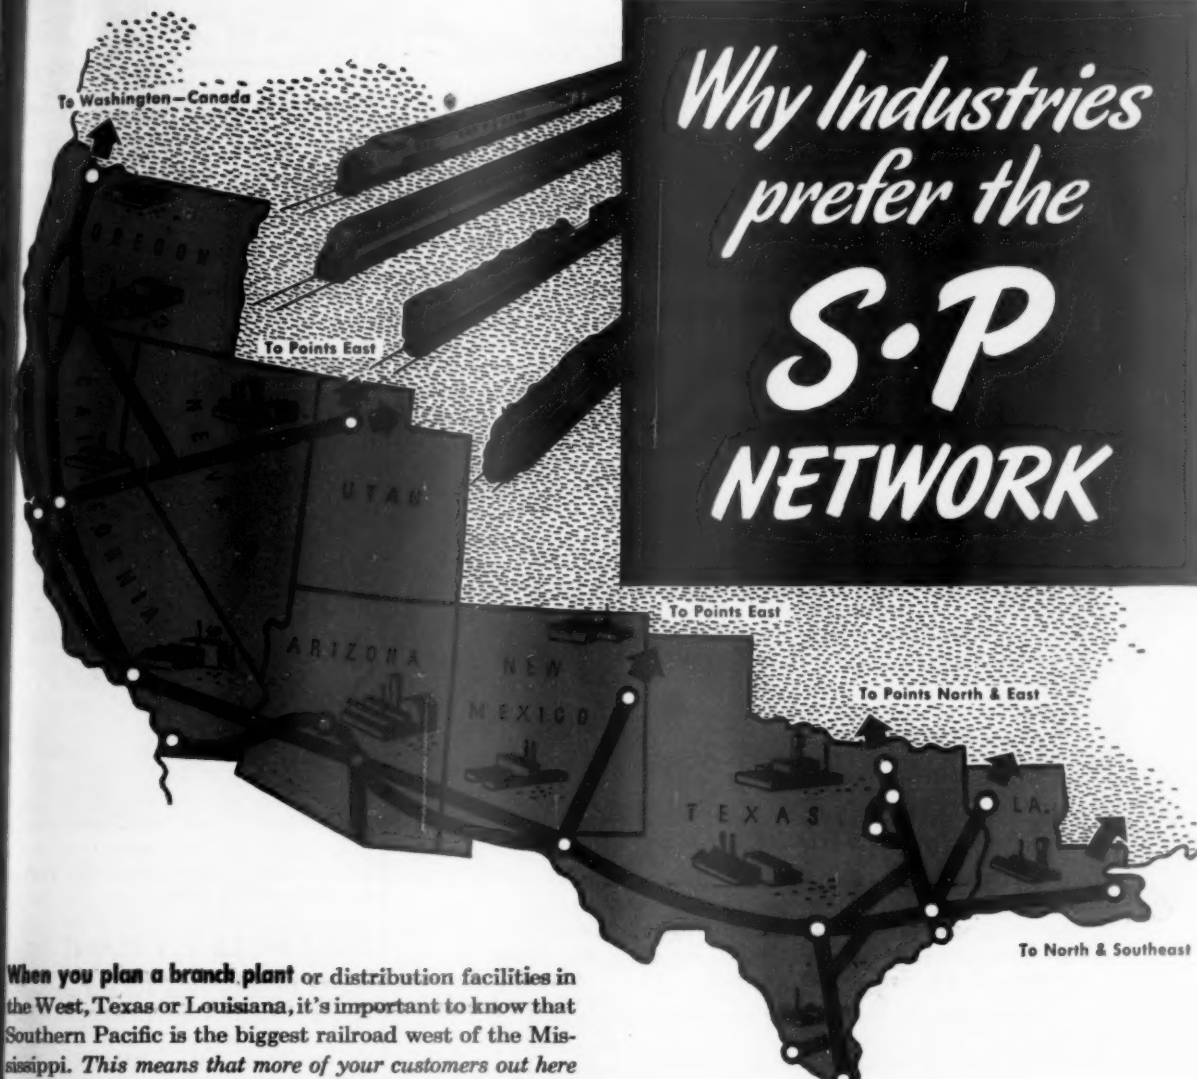 Why Industries
prefer the
S•P
NETWORK
To Washington—Canada
OREGON
To Points East
CALIFORNIA
NEVADA
UTAH
To Points East
ARIZONA
NEW
MEXICO
To Points North & East
TEXAS
LA.
To North & Southeast
When you plan a branch plant or distribution facilities in
the West, Texas or Louisiana, it's important to know that
Southern Pacific is the biggest railroad west of the Mis-
sissippi. This means that more of your customers out here